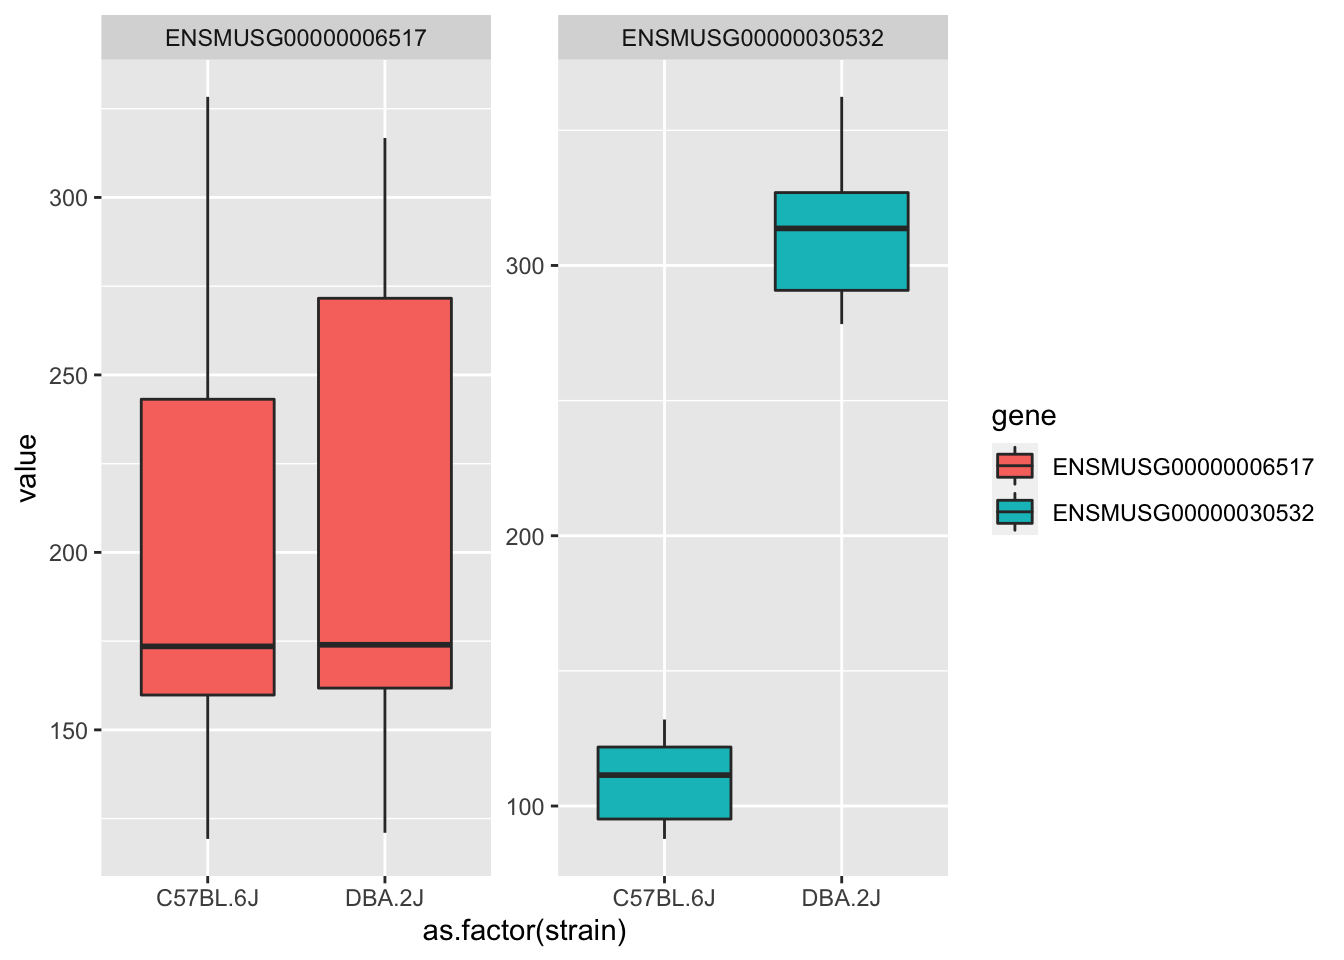 ENSMUSG00000006517
ENSMUSG00000030532
300
250
200
150
300
200
100
value
C57BL.6J
DBA.2J
C57BL.6J
DBA.2J
as.factor(strain)
gene
ENSMUSG00000006517
ENSMUSG00000030532